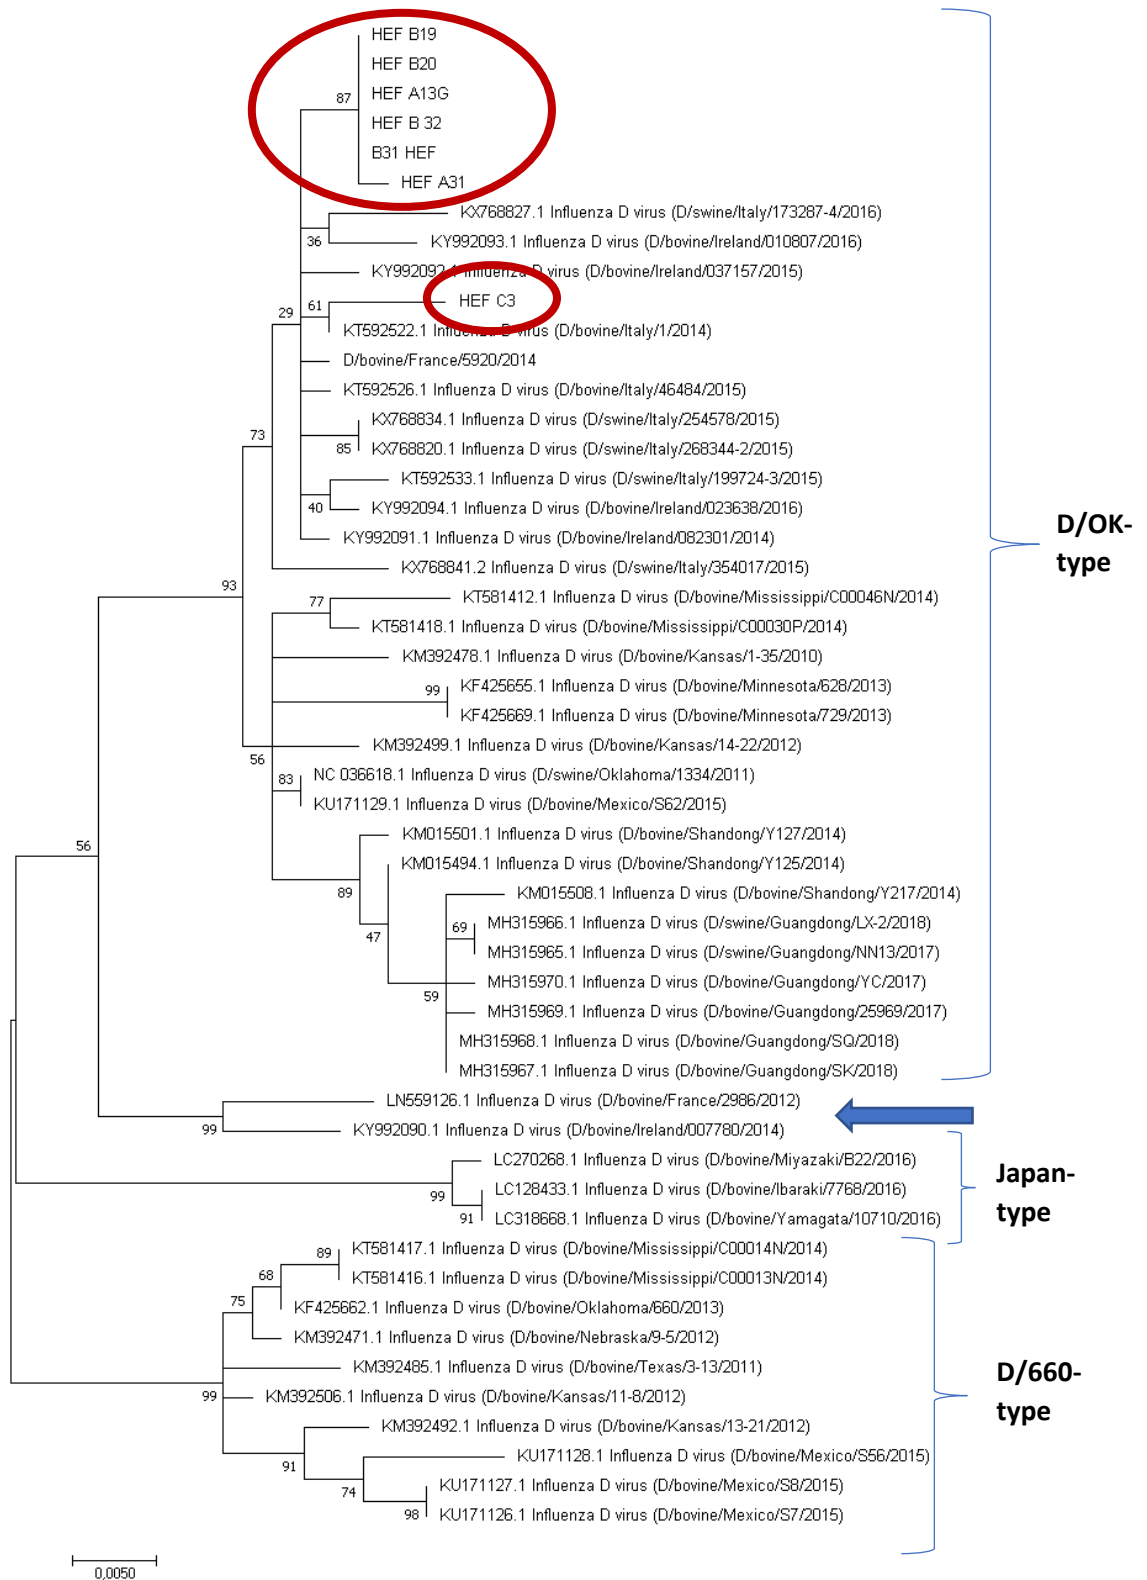 HEF B19
HEF B20
87
HEF A13G
HEF B 32
B31 HEF
HEF A31
KX768827.1 Influenza D virus (D/swine/Italy/173287-4/2016)
36
KY992093.1 Influenza D virus (D/bovine/Ireland/010807/2016)
KY992092.1 Influenza D virus (D/bovine/Ireland/037157/2015)
61
HEF C3
29
KT592522.1 Influenza D virus (D/bovine/Italy/1/2014)
D/bovine/France/5920/2014
KT592526.1 Influenza D virus (D/bovine/Italy/46484/2015)
KX768834.1 Influenza D virus (D/swine/Italy/254578/2015)
73
85
KX768820.1 Influenza D virus (D/swine/Italy/268344-2/2015)
KT592533.1 Influenza D virus (D/swine/Italy/199724-3/2015)
40
KY992094.1 Influenza D virus (D/bovine/Ireland/023638/2016)
KY992091.1 Influenza D virus (D/bovine/Ireland/082301/2014)
D/OK-
type
KX768841.2 Influenza D virus (D/swine/Italy/354017/2015)
93
77
KT581412.1 Influenza D virus (D/bovine/Mississippi/C00046N/2014)
KT581418.1 Influenza D virus (D/bovine/Mississippi/C00030P/2014)
KM392478.1 Influenza D virus (D/bovine/Kansas/1-35/2010)
99
KF425655.1 Influenza D virus (D/bovine/Minnesota/628/2013)
KF425669.1 Influenza D virus (D/bovine/Minnesota/729/2013)
KM392499.1 Influenza D virus (D/bovine/Kansas/14-22/2012)
56
83
NC 036618.1 Influenza D virus (D/swine/Oklahoma/1334/2011)
KU171129.1 Influenza D virus (D/bovine/Mexico/S62/2015)
KM015501.1 Influenza D virus (D/bovine/Shandong/Y127/2014)
56
KM015494.1 Influenza D virus (D/bovine/Shandong/Y125/2014)
89
KM015508.1 Influenza D virus (D/bovine/Shandong/Y217/2014)
69
MH315966.1 Influenza D virus (D/swine/Guangdong/LX-2/2018)
47
MH315965.1 Influenza D virus (D/swine/Guangdong/NN13/2017)
MH315970.1 Influenza D virus (D/bovine/Guangdong/YC/2017)
59
MH315969.1 Influenza D virus (D/bovine/Guangdong/25969/2017)
MH315968.1 Influenza D virus (D/bovine/Guangdong/SQ/2018)
MH315967.1 Influenza D virus (D/bovine/Guangdong/SK/2018)
LN559126.1 Influenza D virus (D/bovine/France/2986/2012)
99
KY992090.1 Influenza D virus (D/bovine/Ireland/007780/2014)
LC270268.1 Influenza D virus (D/bovine/Miyazaki/B22/2016)
99
LC128433.1 Influenza D virus (D/bovine/Ibaraki/7768/2016)
91
LC318668.1 Influenza D virus (D/bovine/Yamagata/10710/2016)
Japan-
type
89
KT581417.1 Influenza D virus (D/bovine/Mississippi/C00014N/2014)
68
KT581416.1 Influenza D virus (D/bovine/Mississippi/C00013N/2014)
75
KF425662.1 Influenza D virus (D/bovine/Oklahoma/660/2013)
KM392471.1 Influenza D virus (D/bovine/Nebraska/9-5/2012)
KM392485.1 Influenza D virus (D/bovine/Texas/3-13/2011)
99
KM392506.1 Influenza D virus (D/bovine/Kansas/11-8/2012)
D/660-
type
KM392492.1 Influenza D virus (D/bovine/Kansas/13-21/2012)
91
KU171128.1 Influenza D virus (D/bovine/Mexico/S56/2015)
74
KU171127.1 Influenza D virus (D/bovine/Mexico/S8/2015)
98
KU171126.1 Influenza D virus (D/bovine/Mexico/S7/2015)
0,0050